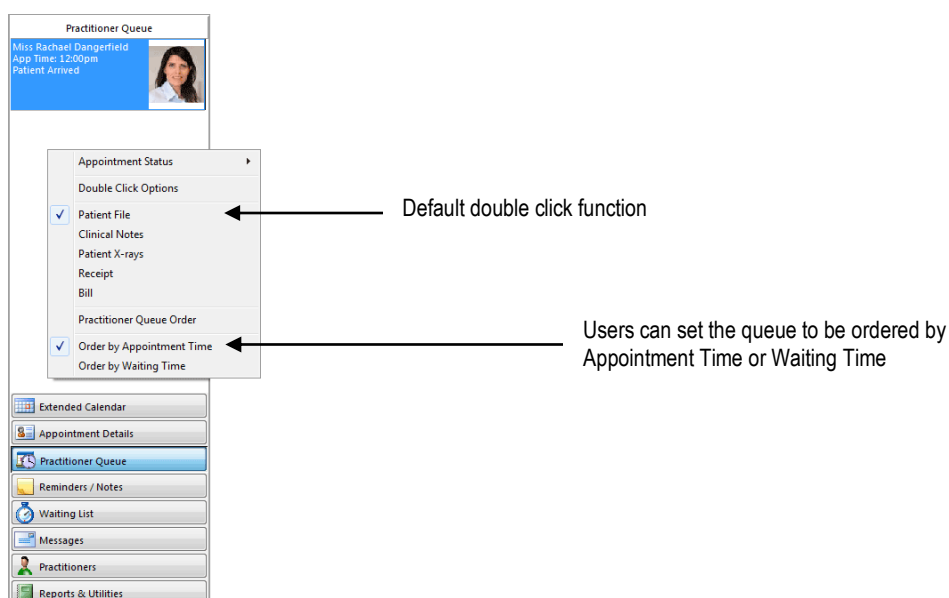 Practitioner Queue
Miss Rachael Dangerfield
App Time: 12:00pm
Patient Arrived
Appointment Status
Double Click Options
Patient File
Clinical Notes
Patient X-rays
Receipt
Bill
Practitioner Queue Order
Order by Appointment Time
Order by Waiting Time
Default double click function
Users can set the queue to be ordered by
Appointment Time or Waiting Time
Extended Calendar
Appointment Details
Practitioner Queue
Reminders / Notes
Waiting List
Messages
Practitioners
Reports & Utilities